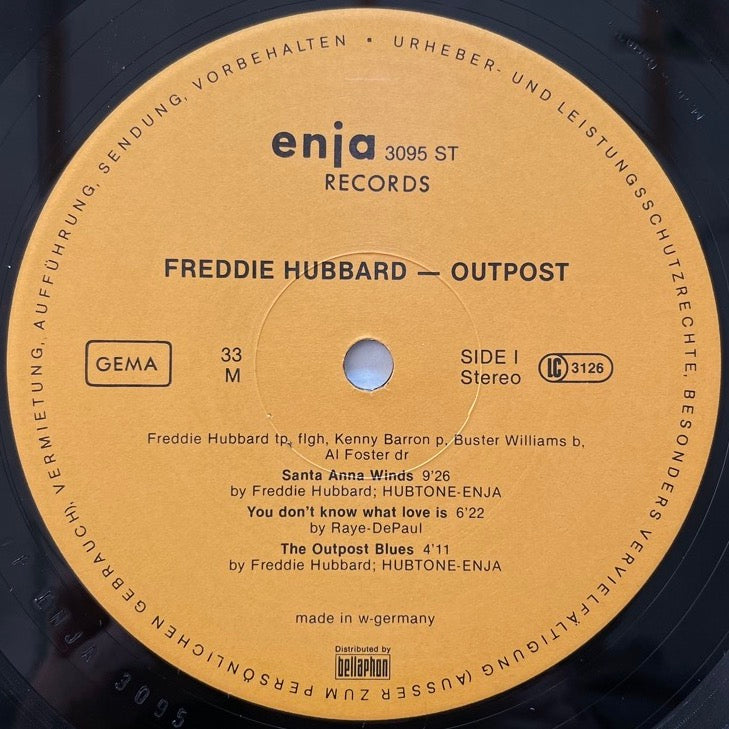 URHEBER- UND LEISTUNGSSCHUTZRECHTE, BESONDERS VERVIELFÄLTIGUNG (AUSSER ZUM PERSÖNLICHEN GEBRAUCH), VERMIETUNG, AUFFÜHRUNG, SENDUNG, VORBEHALTEN •
enja 3095 ST
RECORDS
FREDDIE HUBBARD — OUTPOST
GEMA
33
M
SIDE I
Stereo
LC 3126
Freddie Hubbard tp, flgh, Kenny Barron p. Buster Williams b,
Al Foster dr
Santa Anna Winds 9'26
by Freddie Hubbard; HUBTONE-ENJA
You don't know what love is 6'22
by Raye-DePaul
The Outpost Blues 4'11
by Freddie Hubbard; HUBTONE-ENJA
made in w-germany
Distributed by
bellaphon
3095